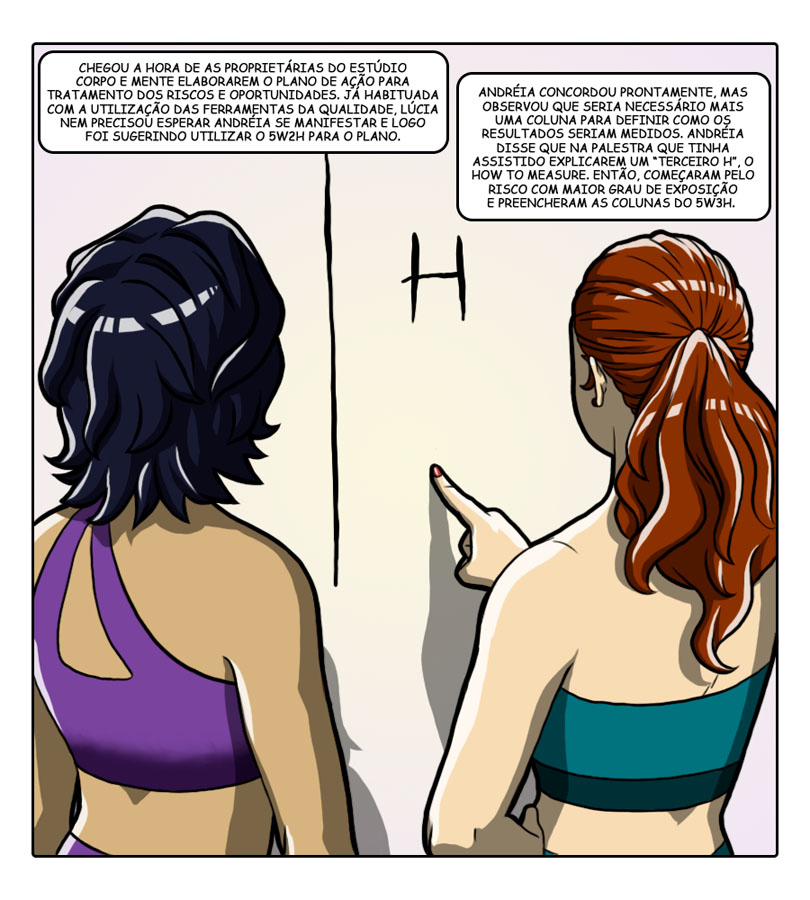 CHEGOU A HORA DE AS PROPRIETÁRIAS DO ESTÚDIO
CORPO E MENTE ELABORAREM O PLANO DE AÇÃO PARA
TRATAMENTO DOS RISCOS E OPORTUNIDADES. JÁ HABITUADA
COM A UTILIZAÇÃO DAS FERRAMENTAS DA QUALIDADE, LÚCIA
NEM PRECISOU ESPERAR ANDRÉIA SE MANIFESTAR E LOGO
FOI SUGERINDO UTILIZAR O 5W2H PARA O PLANO.
ANDRÉIA CONCORDOU PRONTAMENTE, MAS
OBSERVOU QUE SERIA NECESSÁRIO MAIS
UMA COLUNA PARA DEFINIR COMO OS
RESULTADOS SERIAM MEDIDOS. ANDRÉIA
DISSE QUE NA PALESTRA QUE TINHA
ASSISTIDO EXPLICAREM UM "TERCEIRO H", O
HOW TO MEASURE. ENTÃO, COMEÇARAM PELO
RISCO COM MAIOR GRAU DE EXPOSIÇÃO
E PREENCHERAM AS COLUNAS DO 5W3H.
H